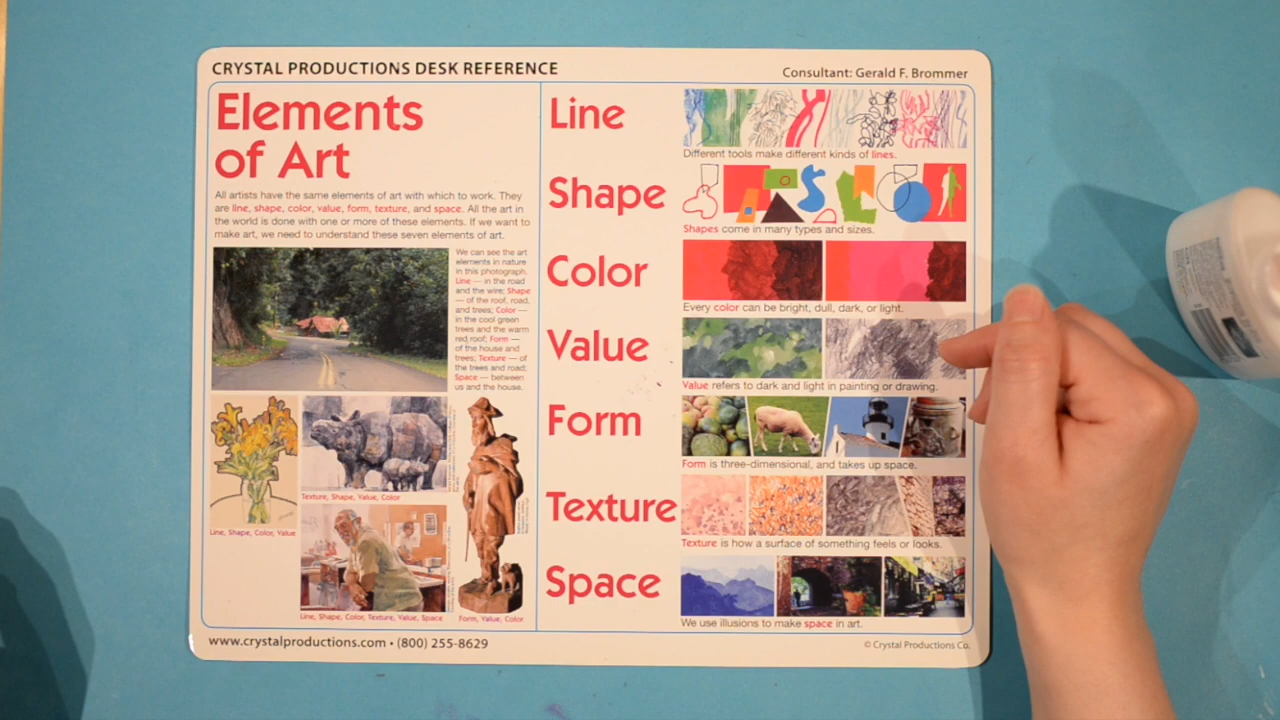 CRYSTAL PRODUCTIONS DESK REFERENCE
Consultant: Gerald F. Brommer
Elements
of Art
All artists have the same elements of art with which to work. They
are line, shape, color, value, form, texture, and space. All the art in
the world is done with one or more of these elements. If we want to
make art, we need to understand these seven elements of art.
We can see the art
elements in nature
in this photograph.
Line — in the road
and the wire; Shape
— of the roof, road,
and trees; Color —
in the cool green
trees and the warm
red roof; Form —
of the house and
trees; Texture — of
the trees and road;
Space — between
us and the house.
Line, Shape, Color, Value
Texture, Shape, Value, Color
Line, Shape, Color, Texture, Value, Space
Form, Value, Color
Line
Different tools make different kinds of lines.
Shape
Shapes come in many types and sizes.
Color
Every color can be bright, dull, dark, or light.
Value
Value refers to dark and light in painting or drawing.
Form
Form is three-dimensional, and takes up space.
Texture
Texture is how a surface of something feels or looks.
Space
We use illusions to make space in art.
www.crystalproductions.com • (800) 255-8629
© Crystal Productions Co.